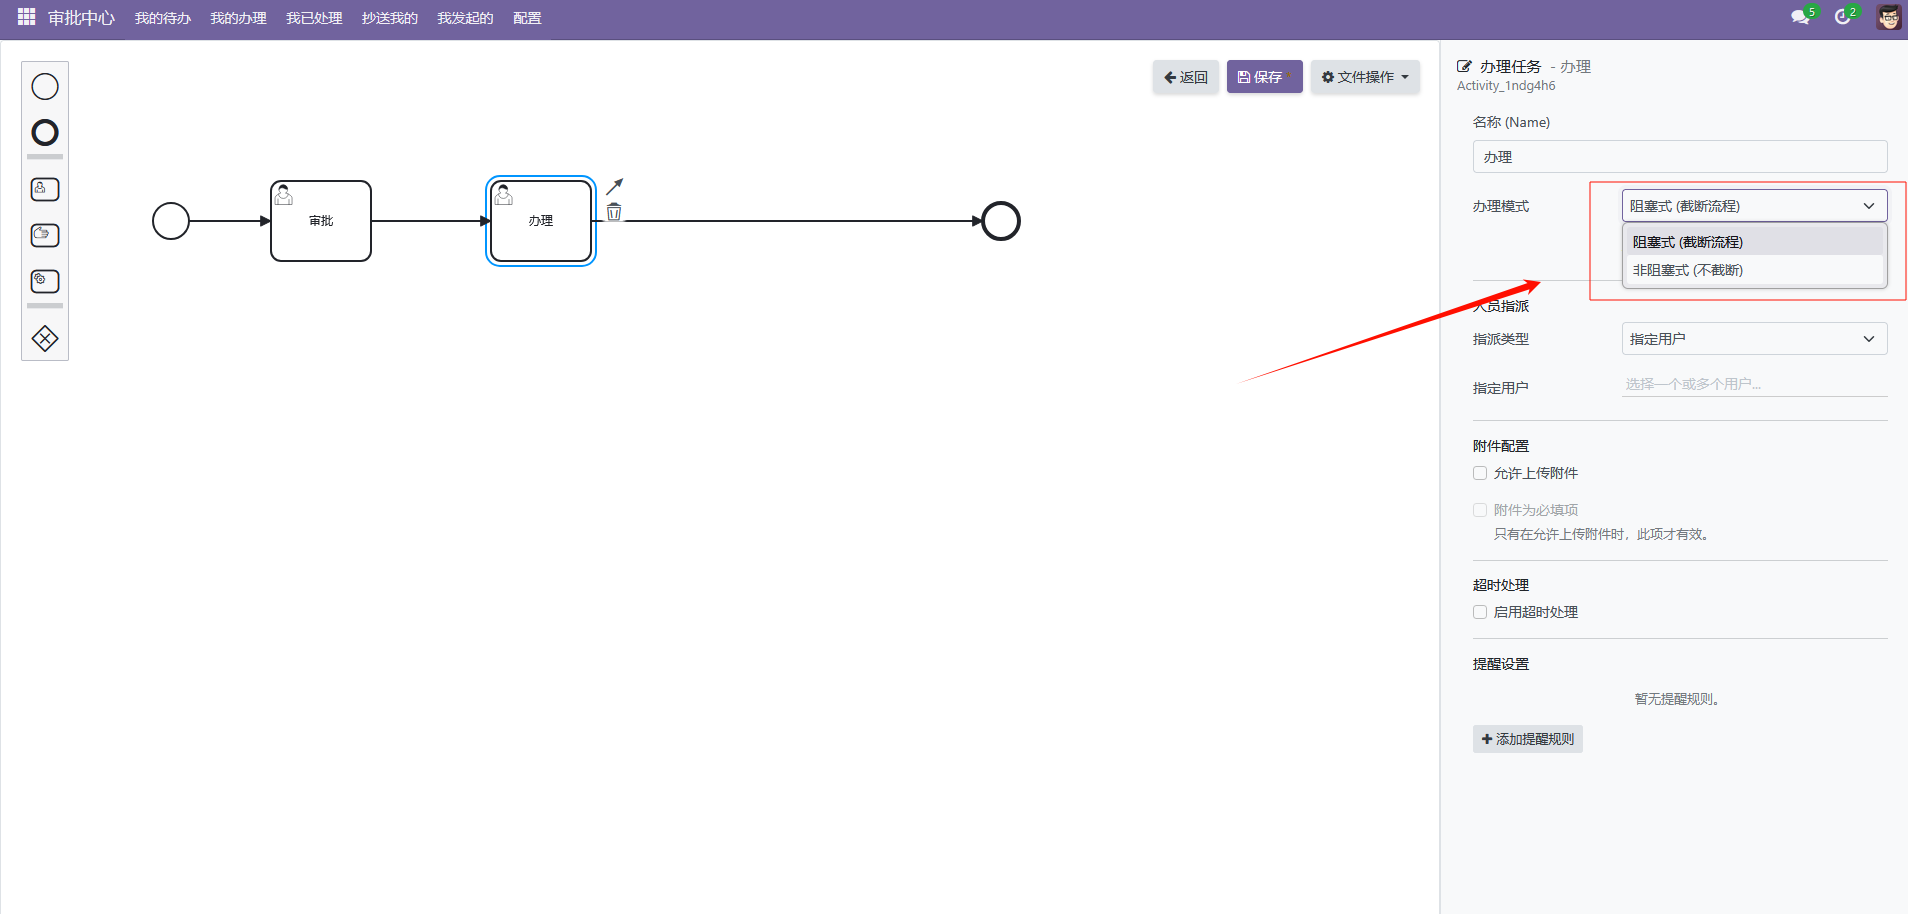 审批中心 我的待办 我的办理 我已处理 抄送我的 我发起的 配置 5 2
返回 保存 文件操作
办理任务 - 办理
Activity_1ndg4h6
名称 (Name)
办理
办理模式 阻塞式 (截断流程)
阻塞式 (截断流程)
非阻塞式 (不截断)
审批 办理
人员指派
指派类型 指定用户
指定用户 选择一个或多个用户...
附件配置
允许上传附件
附件为必填项
只有在允许上传附件时，此项才有效。
超时处理
启用超时处理
提醒设置
暂无提醒规则。
添加提醒规则